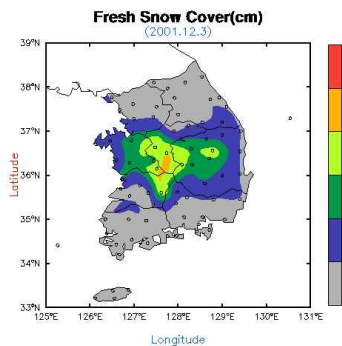 Fresh Snow Cover(cm)
(2001.12.3)
39°N
38°N
37°N
36°N
35°N
34°N
33°N
Latitude
125°E 126°E 127°E 128°E 129°E 130°E 131°E
Longitude